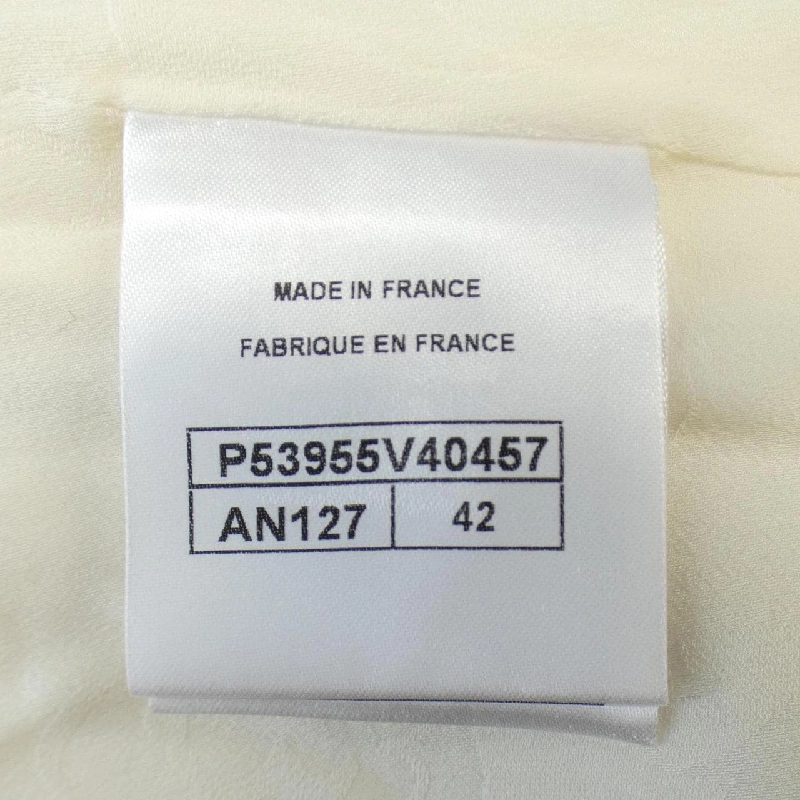 MADE IN FRANCE
FABRIQUE EN FRANCE
P53955V40457
AN127 42